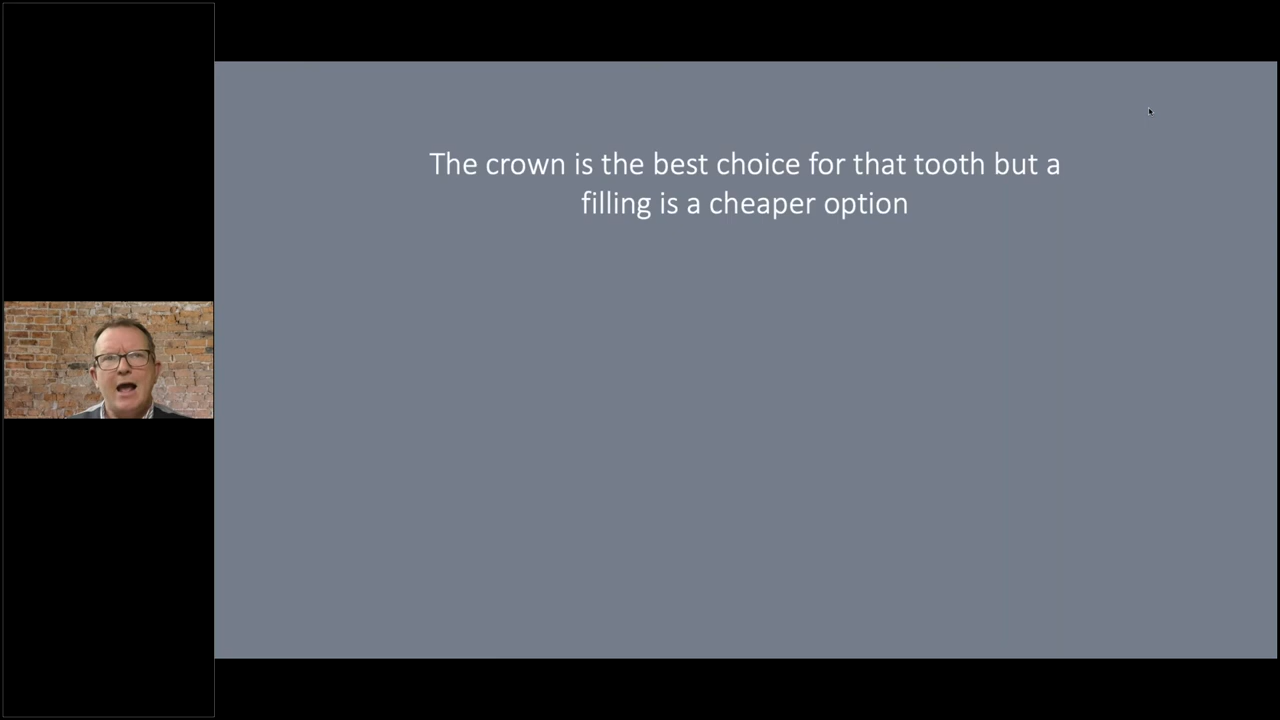 The crown is the best choice for that tooth but a
filling is a cheaper option